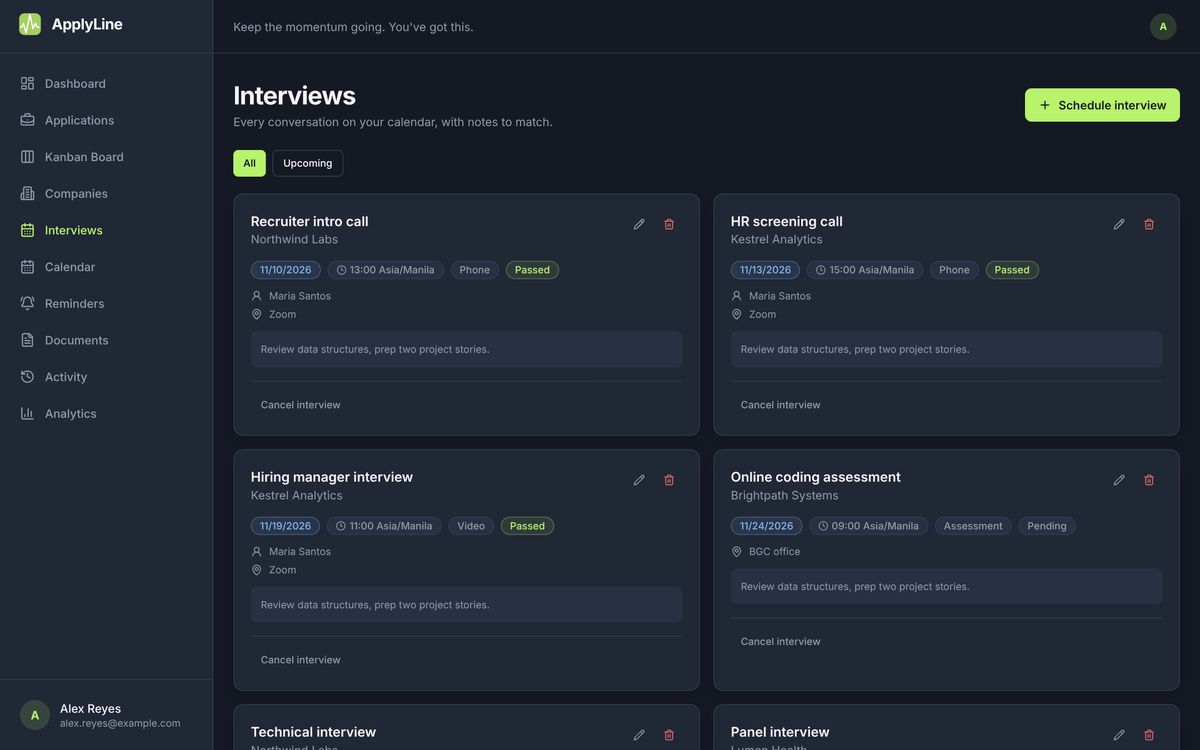 ApplyLine
Keep the momentum going. You've got this.
A
Dashboard
Applications
Kanban Board
Companies
Interviews
Calendar
Reminders
Documents
Activity
Analytics
A
Alex Reyes
alex.reyes@example.com
Interviews
Every conversation on your calendar, with notes to match.
+ Schedule interview
All
Upcoming
Recruiter intro call
Northwind Labs
11/10/2026 13:00 Asia/Manila Phone Passed
Maria Santos
Zoom
Review data structures, prep two project stories.
Cancel interview
HR screening call
Kestrel Analytics
11/13/2026 15:00 Asia/Manila Phone Passed
Maria Santos
Zoom
Review data structures, prep two project stories.
Cancel interview
Hiring manager interview
Kestrel Analytics
11/19/2026 11:00 Asia/Manila Video Passed
Maria Santos
Zoom
Review data structures, prep two project stories.
Cancel interview
Online coding assessment
Brightpath Systems
11/24/2026 09:00 Asia/Manila Assessment Pending
BGC office
Review data structures, prep two project stories.
Cancel interview
Technical interview
Northwind Labs
Panel interview
Lumen Health